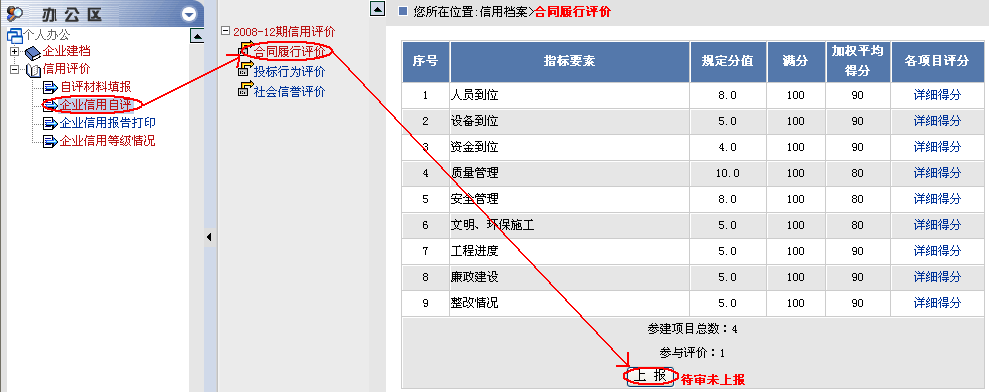 办公区
个人办公
企业建档
信用评价
自评材料填报
企业信用自评
企业信用报告打印
企业信用等级情况
2008-12期信用评价
合同履行评价
投标行为评价
社会信誉评价
您所在位置:信用档案>合同履行评价
序号 指标要素 规定分值 满分 加权平均得分 各项目评分
1 人员到位 8.0 100 90 详细得分
2 设备到位 5.0 100 90 详细得分
3 资金到位 4.0 100 90 详细得分
4 质量管理 10.0 100 80 详细得分
5 安全管理 8.0 100 80 详细得分
6 文明、环保施工 5.0 100 80 详细得分
7 工程进度 5.0 100 90 详细得分
8 廉政建设 5.0 100 90 详细得分
9 整改情况 5.0 100 90 详细得分
参建项目总数：4
参与评价：1
上 报 待审未上报